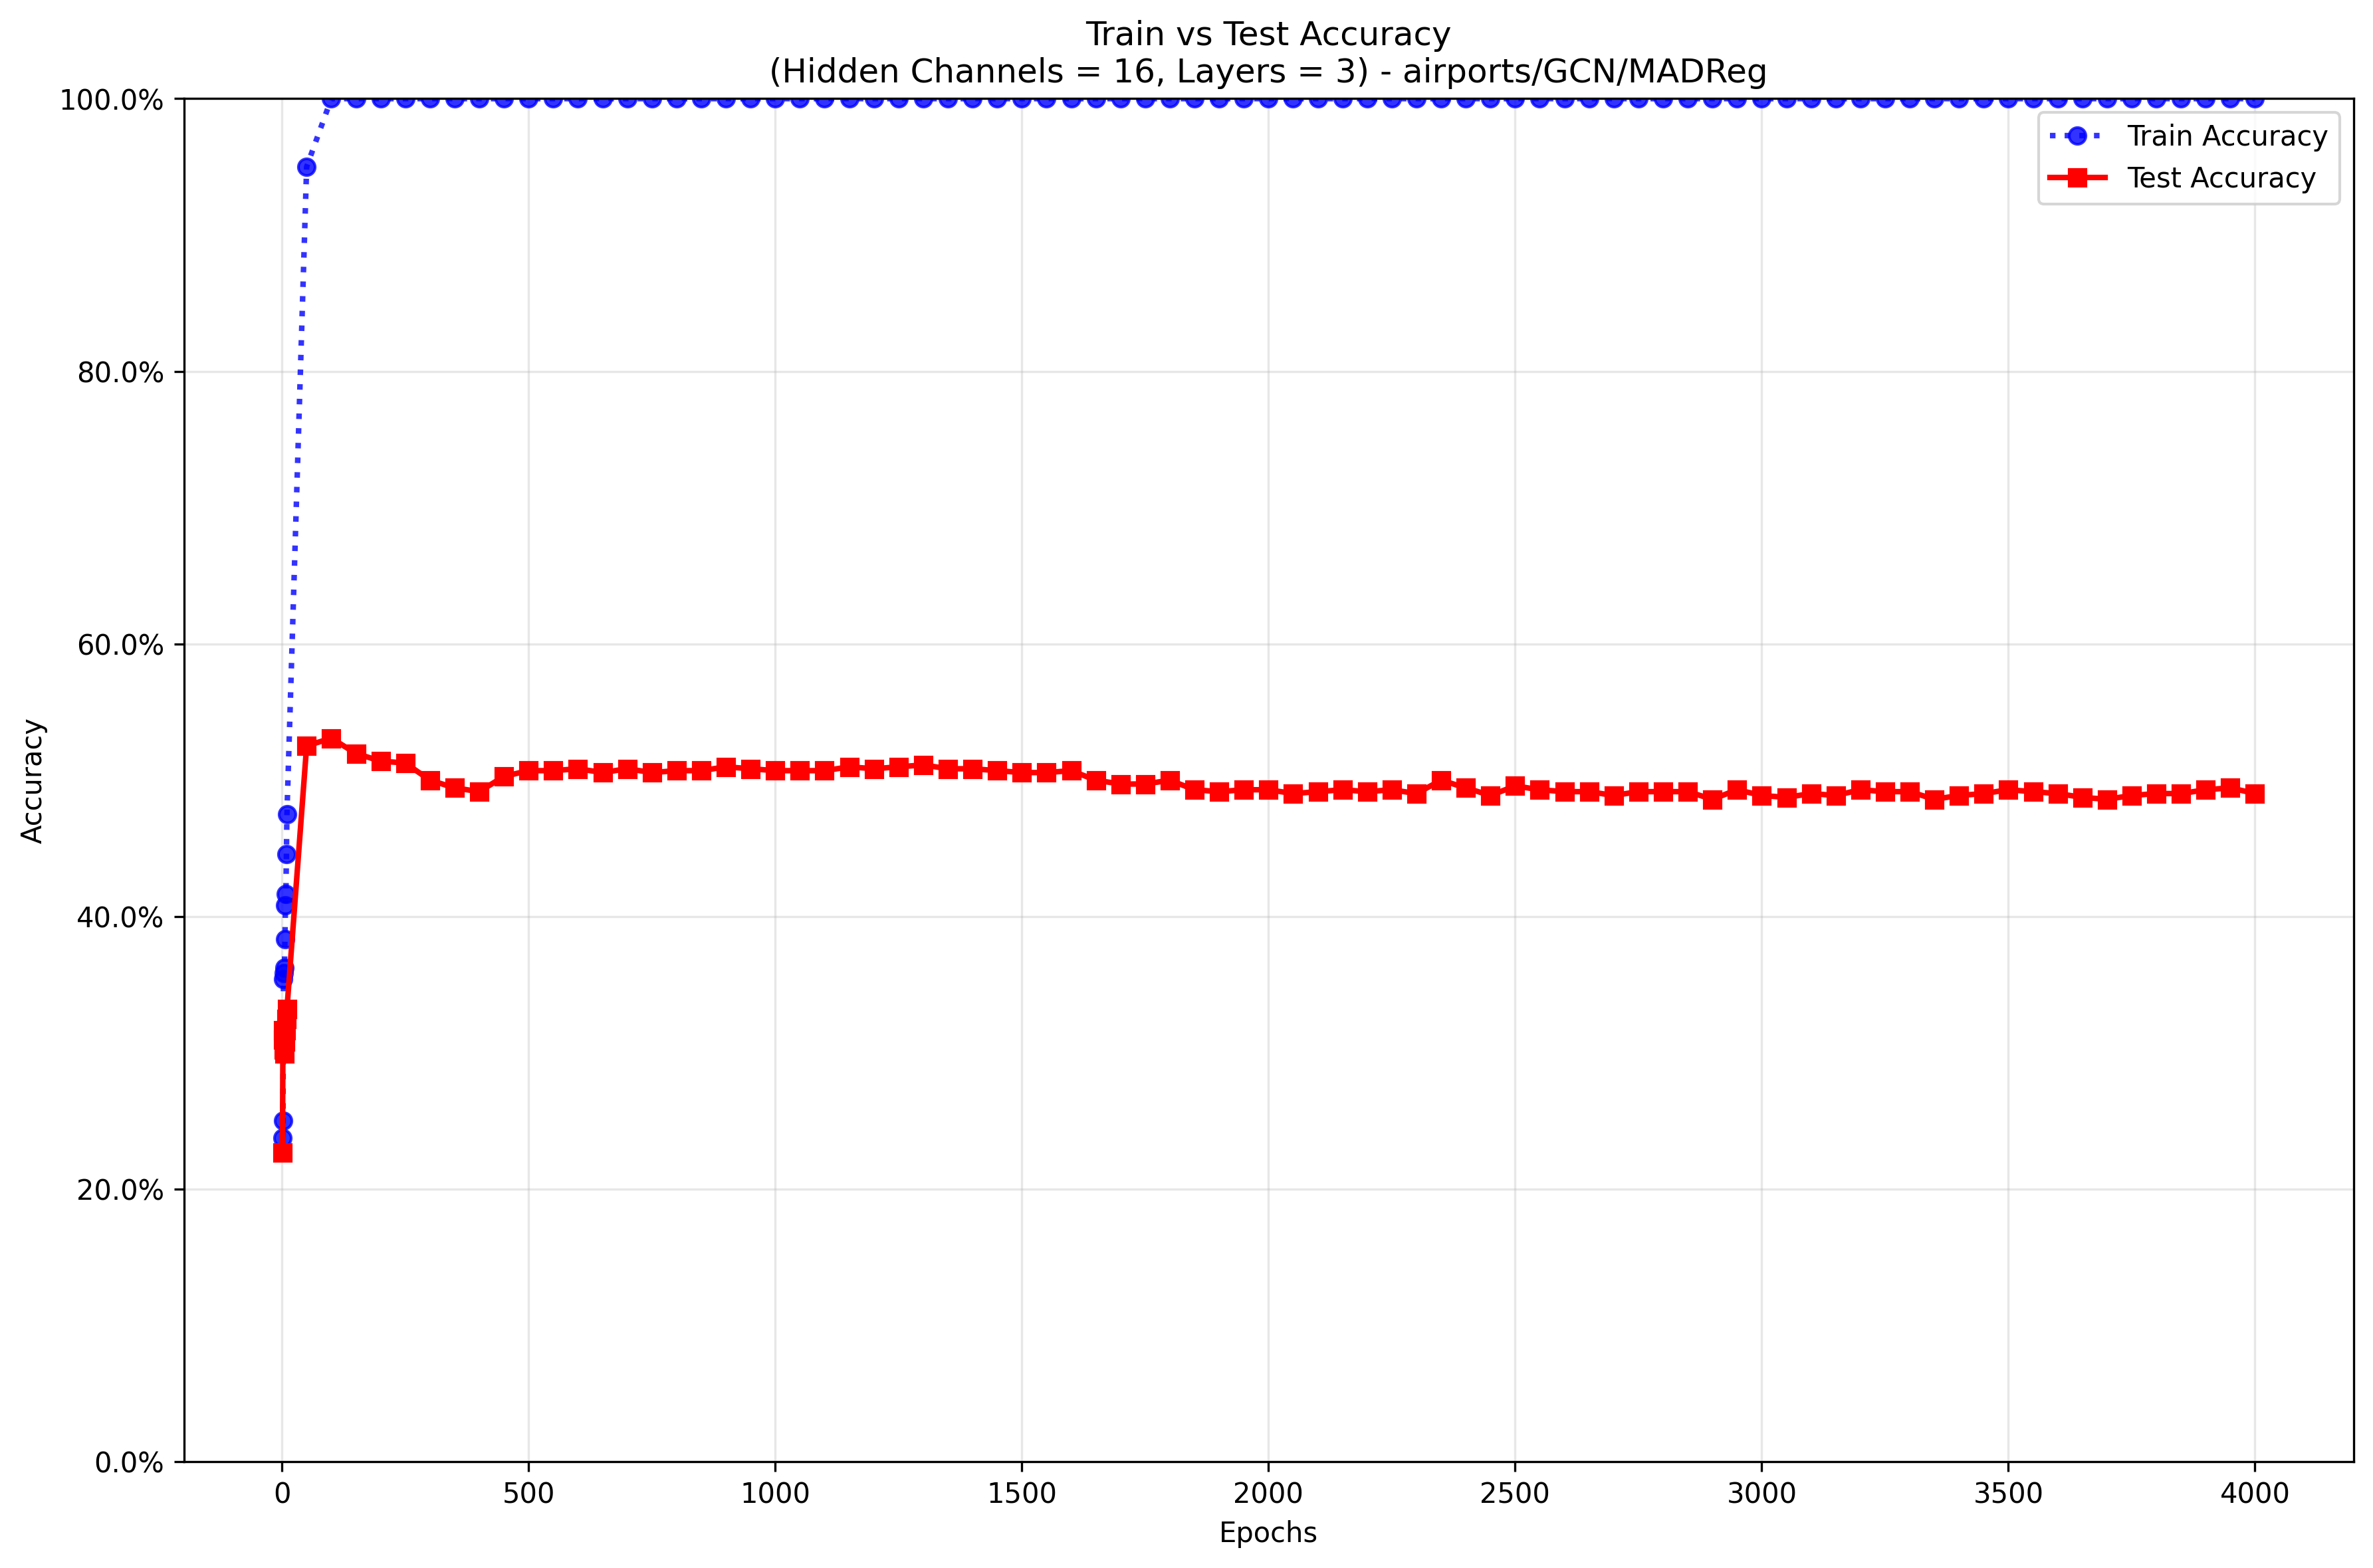 Train vs Test Accuracy
(Hidden Channels = 16, Layers = 3) - airports/GCN/MADReg
100.0%
80.0%
60.0%
40.0%
20.0%
0.0%
Accuracy
Train Accuracy
Test Accuracy
0 500 1000 1500 2000 2500 3000 3500 4000
Epochs